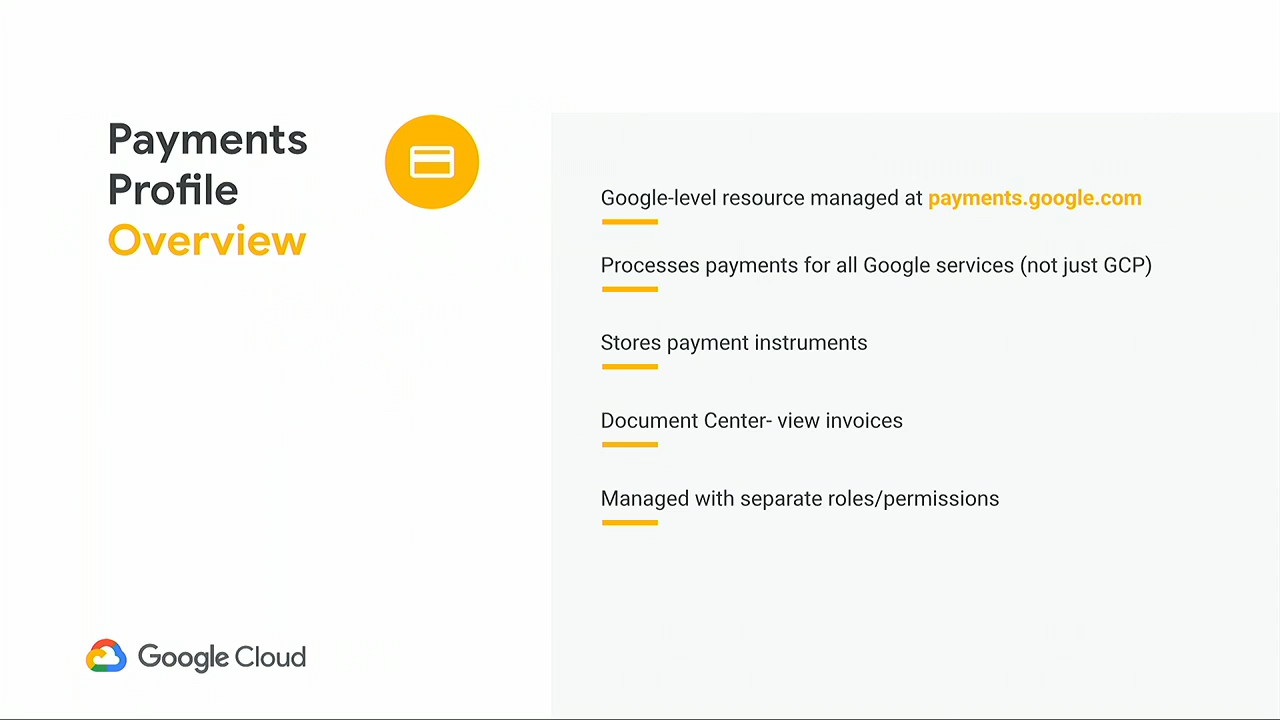 Payments
Profile
Overview
Google-level resource managed at payments.google.com
Processes payments for all Google services (not just GCP)
Stores payment instruments
Document Center- view invoices
Managed with separate roles/permissions
Google Cloud